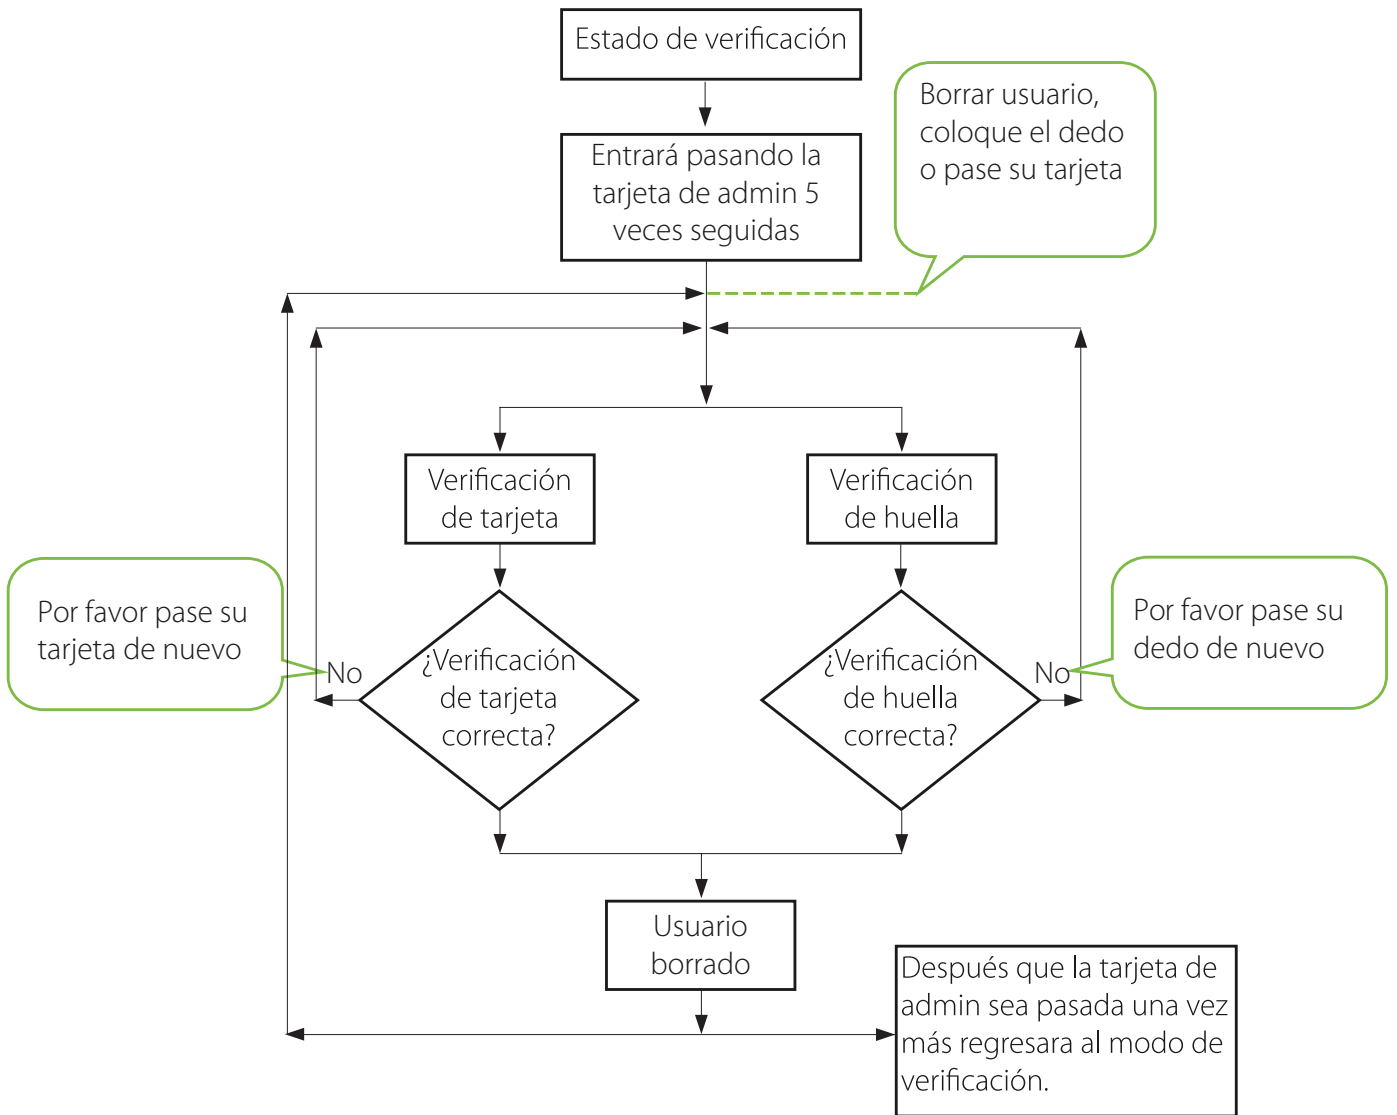 Estado de verificación
Borrar usuario,
coloque el dedo
o pase su tarjeta
Entrará pasando la
tarjeta de admin 5
veces seguidas
Verificación
de tarjeta
Verificación
de huella
Por favor pase su
tarjeta de nuevo
No
¿Verificación
de tarjeta
correcta?
¿Verificación
de huella
correcta?
No
Por favor pase su
dedo de nuevo
Usuario
borrado
Después que la tarjeta de
admin sea pasada una vez
más regresara al modo de
verificación.